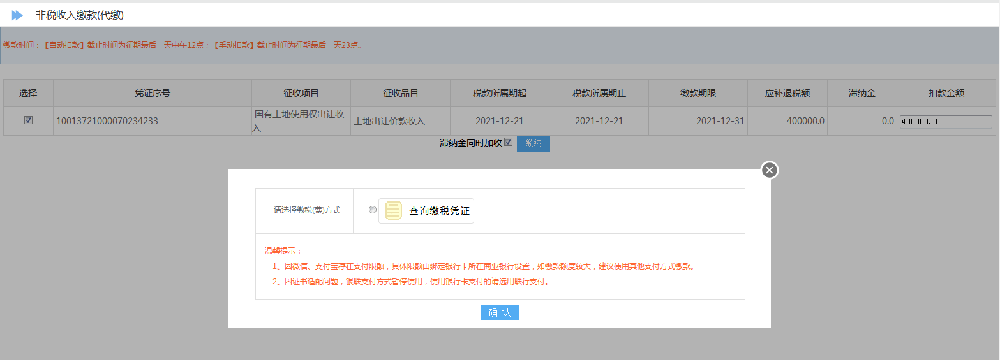 非税收入缴款(代缴)
缴款时间：【自动扣款】截止时间为征期最后一天中午12点；【手动扣款】截止时间为征期最后一天23点。
选择 凭证序号 征收项目 征收品目 税款所属期起 税款所属期止 缴款期限 应补退税额 滞纳金 扣款金额
10013721000070234233 国有土地使用权出让收 土地出让价款收入 2021-12-21 2021-12-21 2021-12-31 400000.0 0.0 400000.0
入
滞纳金同时加收 缴纳
请选择缴税(费)方式 查询缴税凭证
温馨提示：
1、因微信、支付宝存在支付限额，具体限额由绑定银行卡所在商业银行设置，如缴款额度较大，建议使用其他支付方式缴款。
2、因证书适配问题，银联支付方式暂停使用，使用银行卡支付的请选用联行支付。
确 认